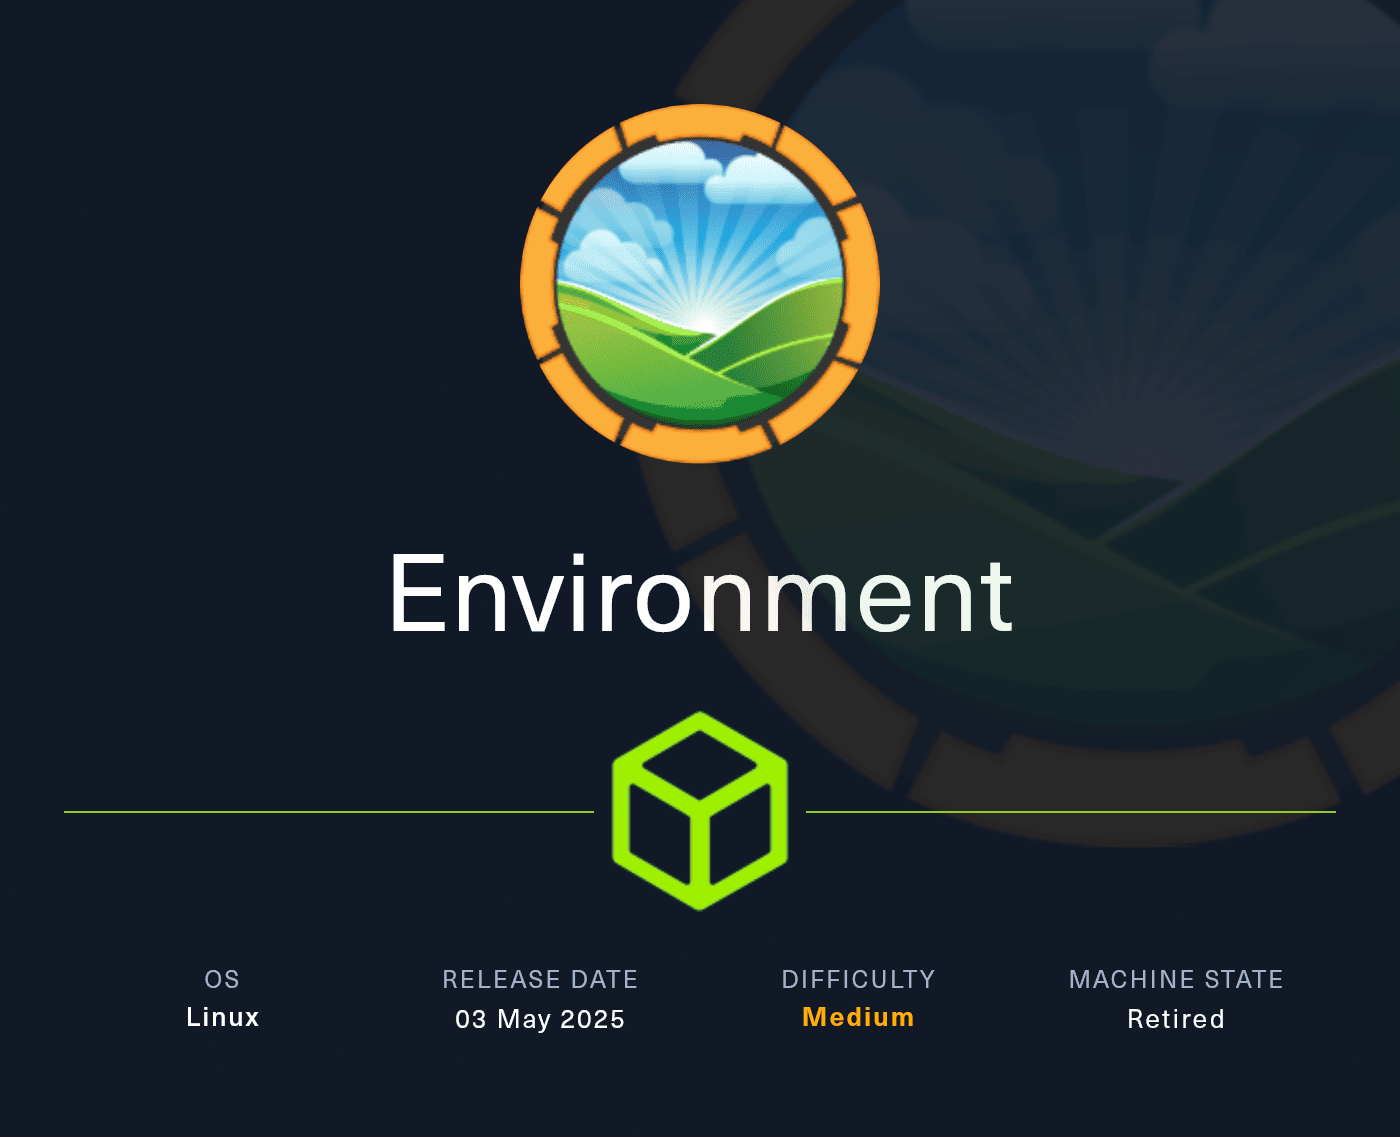 Environment
OS
Linux
RELEASE DATE
03 May 2025
DIFFICULTY
Medium
MACHINE STATE
Retired